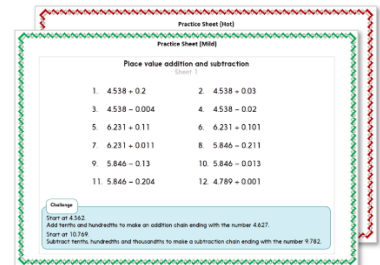 Practice Sheet (Hot)
Practice Sheet (Mild)
Place value addition and subtraction
Sheet 1
1. 4.538 + 0.2 2. 4.538 + 0.03
3. 4.538 – 0.004 4. 4.538 – 0.02
5. 6.231 + 0.11 6. 6.231 + 0.101
7. 6.231 + 0.011 8. 5.846 – 0.211
9. 5.846 – 0.13 10. 5.846 – 0.013
11. 5.846 – 0.204 12. 4.789 + 0.001
Challenge
Start at 4.362.
Add tenths and hundredths to make an addition chain ending with the number 4.627.
Start at 10.769.
Subtract tenths, hundredths and thousandths to make a subtraction chain ending with the number 9.782.